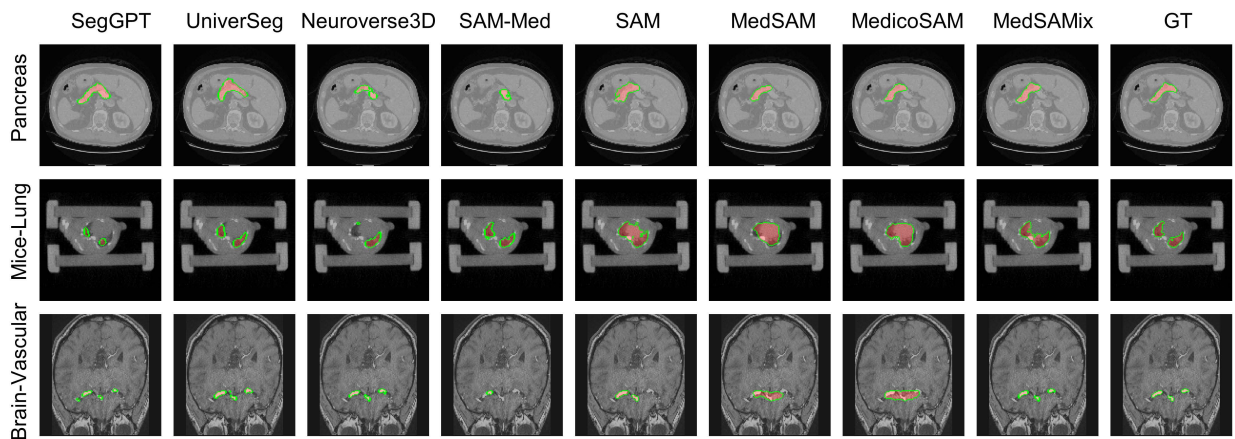 SegGPT UniverSeg Neuroverse3D SAM-Med SAM MedSAM MedicoSAM MedSAMix GT
Pancreas
Mice-Lung
Brain-Vascular